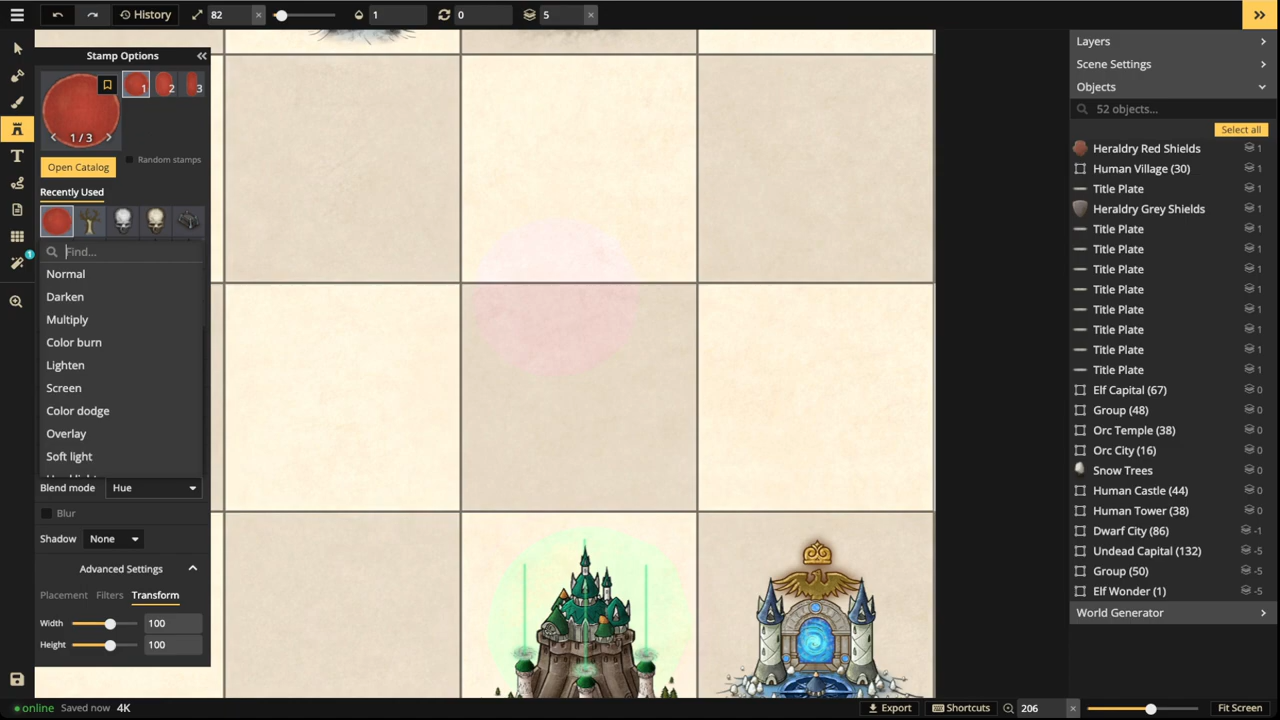 History
82
1
0
5
Stamp Options
1
2
3
1 / 3
Open Catalog
Random stamps
Recently Used
Find...
Normal
Darken
Multiply
Color burn
Lighten
Screen
Color dodge
Overlay
Soft light
Blend mode
Hue
Blur
Shadow
None
Advanced Settings
Placement
Filters
Transform
Width
100
Height
100
1
online
Saved now
4K
Layers
Scene Settings
Objects
52 objects...
Select all
Heraldry Red Shields 1
Human Village (30) 1
Title Plate 1
Heraldry Grey Shields 1
Title Plate 1
Title Plate 1
Title Plate 1
Title Plate 1
Title Plate 1
Title Plate 1
Title Plate 1
Title Plate 1
Elf Capital (67) 0
Group (48) 0
Orc Temple (38) 0
Orc City (16) 0
Snow Trees 0
Human Castle (44) 0
Human Tower (38) 0
Dwarf City (86) -1
Undead Capital (132) -5
Group (50) -5
Elf Wonder (1) -5
World Generator
Export
Shortcuts
206
Fit Screen